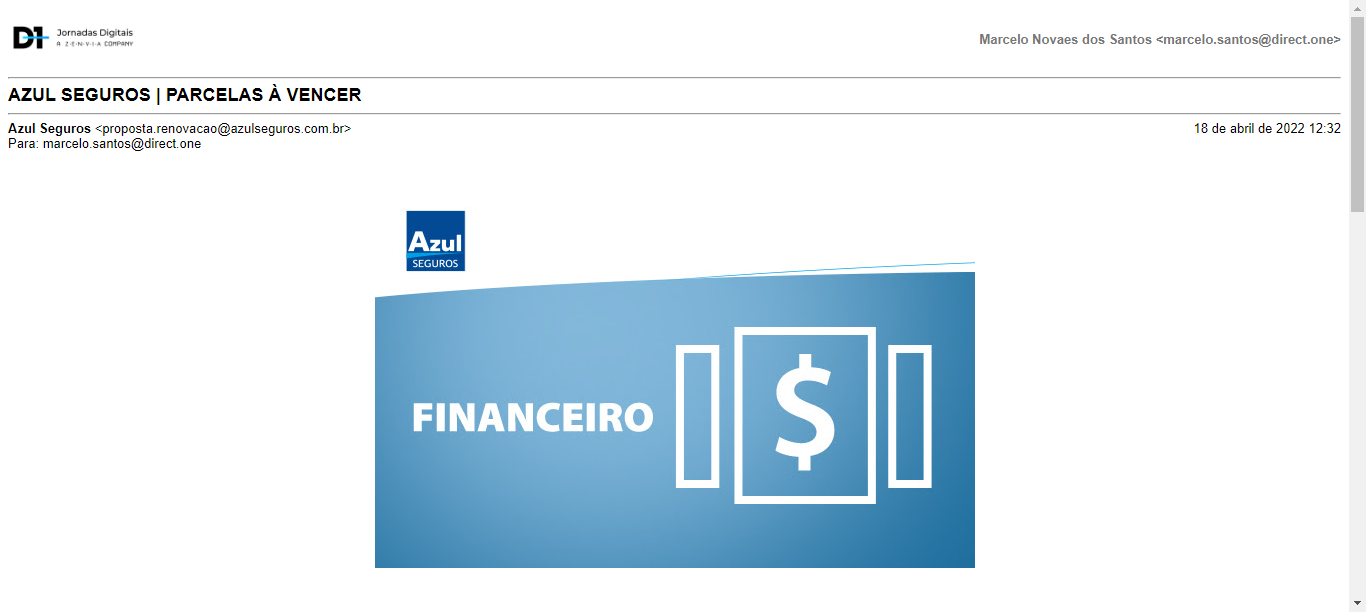 D1 Jornadas Digitais
A Z-E-N-V-I-A COMPANY
Marcelo Novaes dos Santos <marcelo.santos@direct.one>
AZUL SEGUROS | PARCELAS À VENCER
Azul Seguros <proposta.renovacao@azulseguros.com.br>
18 de abril de 2022 12:32
Para: marcelo.santos@direct.one
Azul
SEGUROS
FINANCEIRO
$